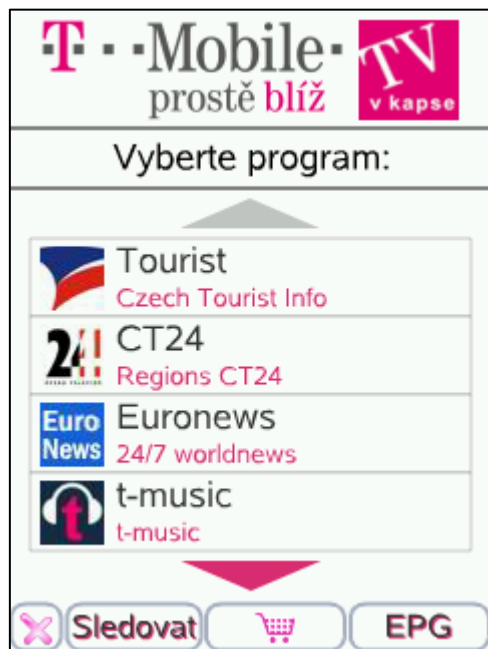 T··Mobile·
prostě blíž
TV
v kapse
Vyberte program:
Tourist
Czech Tourist Info
24
CT24
Regions CT24
Euro
News
Euronews
24/7 worldnews
t
t-music
t-music
Sledovat
EPG